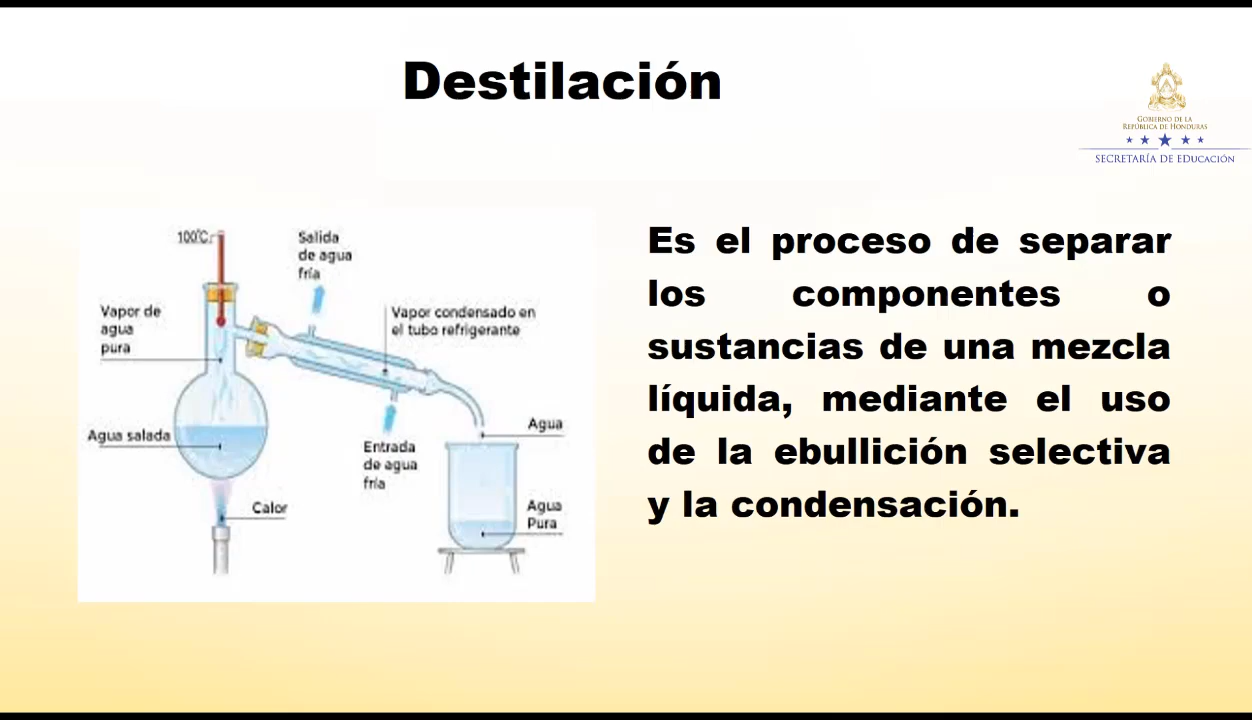 Destilación
GOBIERNO DE LA
REPÚBLICA DE HONDURAS
SECRETARÍA DE EDUCACIÓN
100°C
Salida
de agua
fría
Vapor de
agua
pura
Vapor condensado en
el tubo refrigerante
Agua salada
Entrada
de agua
fría
Agua
Calor
Agua
Pura
Es el proceso de separar
los componentes o
sustancias de una mezcla
líquida, mediante el uso
de la ebullición selectiva
y la condensación.